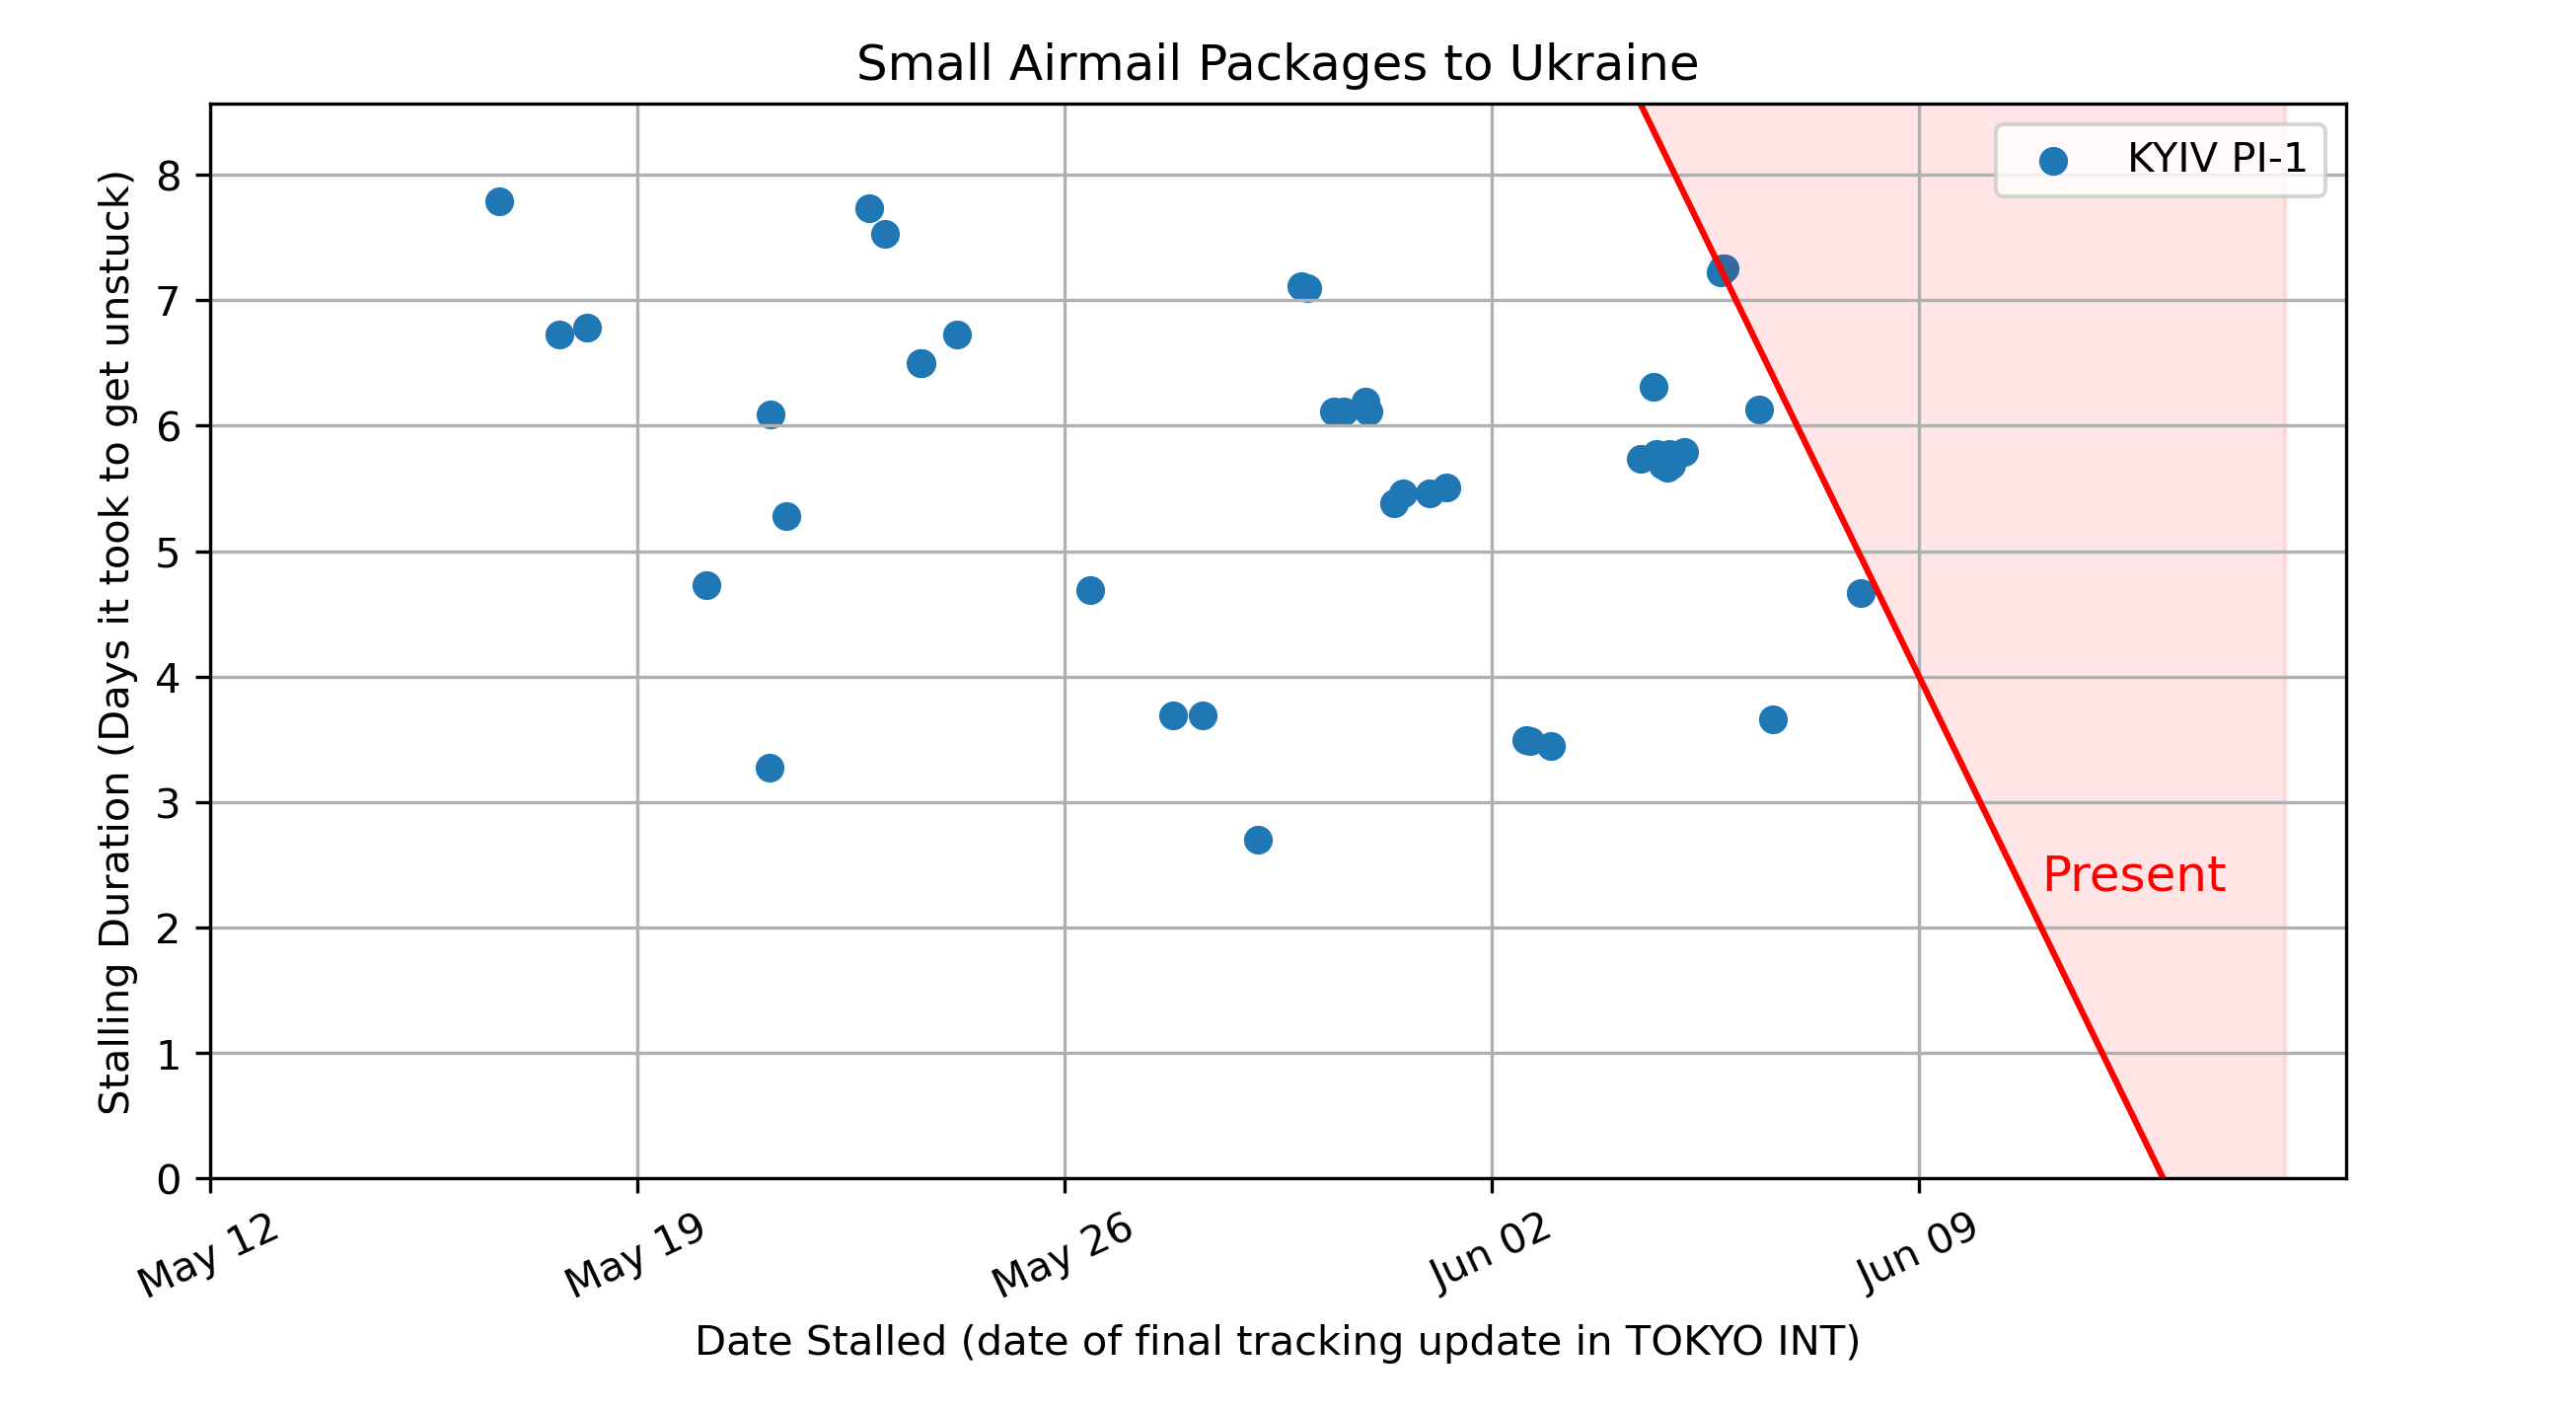 Small Airmail Packages to Ukraine
KYIV PI-1
Stalling Duration (Days it took to get unstuck)
8
7
6
5
4
3
2
1
0
Present
May 12
May 19
May 26
Jun 02
Jun 09
Date Stalled (date of final tracking update in TOKYO INT)